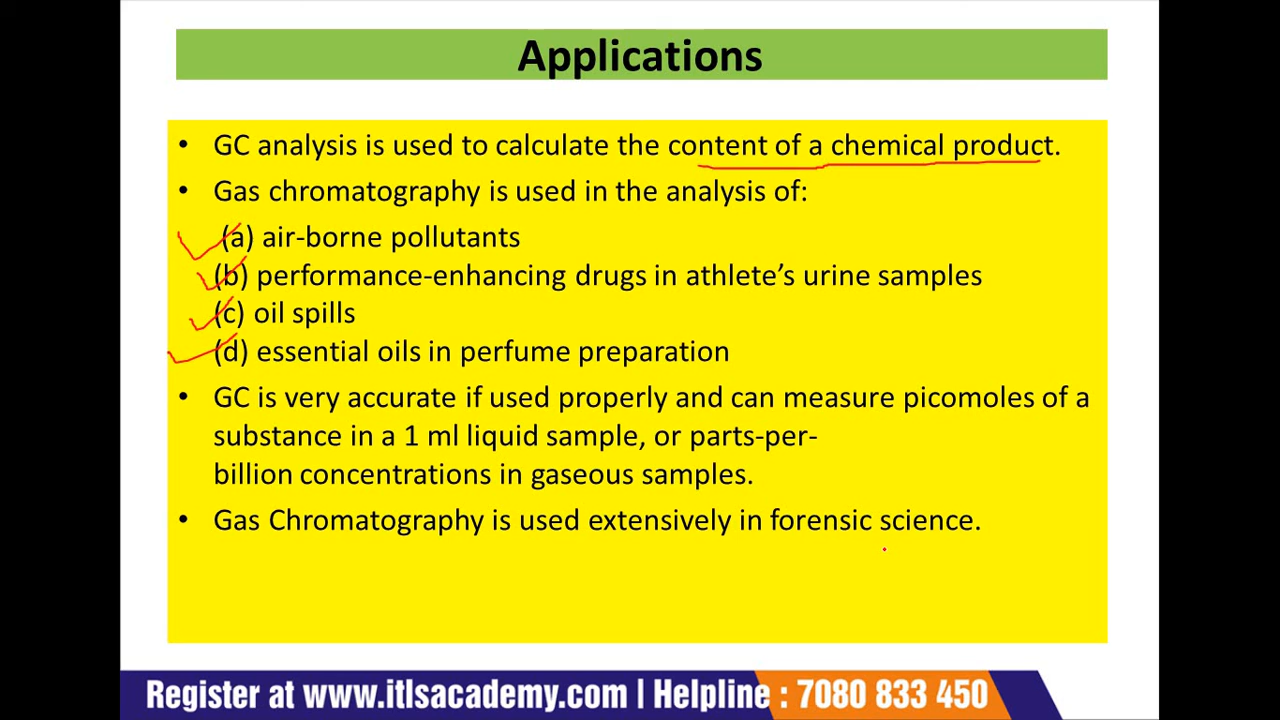 Applications
• GC analysis is used to calculate the content of a chemical product.
• Gas chromatography is used in the analysis of:
(a) air-borne pollutants
(b) performance-enhancing drugs in athlete’s urine samples
(c) oil spills
(d) essential oils in perfume preparation
• GC is very accurate if used properly and can measure picomoles of a
substance in a 1 ml liquid sample, or parts-per-
billion concentrations in gaseous samples.
• Gas Chromatography is used extensively in forensic science.
Register at www.itlsacademy.com | Helpline : 7080 833 450